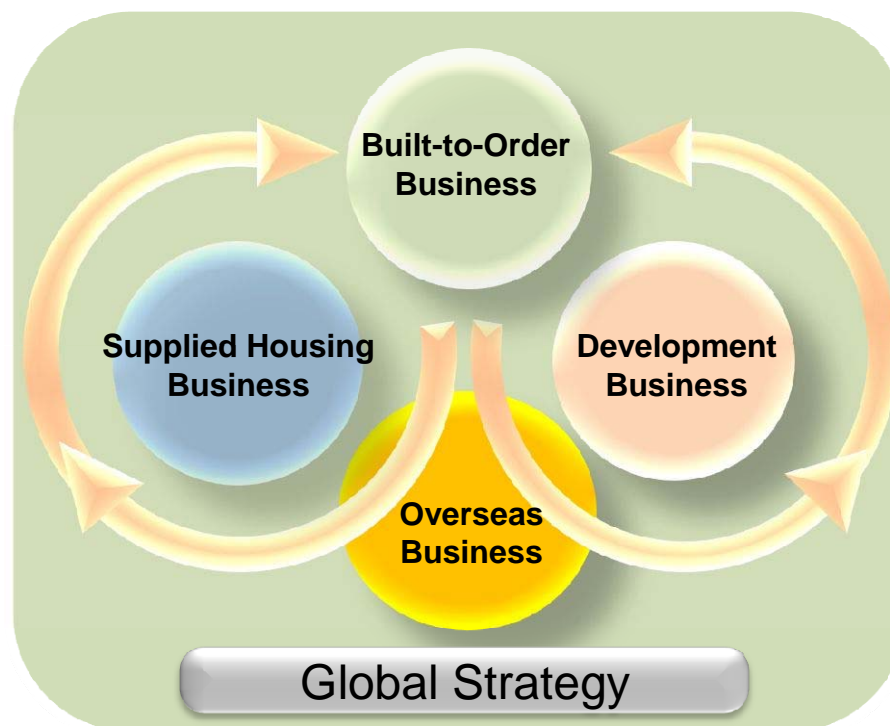 Built-to-Order
Business
Supplied Housing
Business
Development
Business
Overseas
Business
Global Strategy